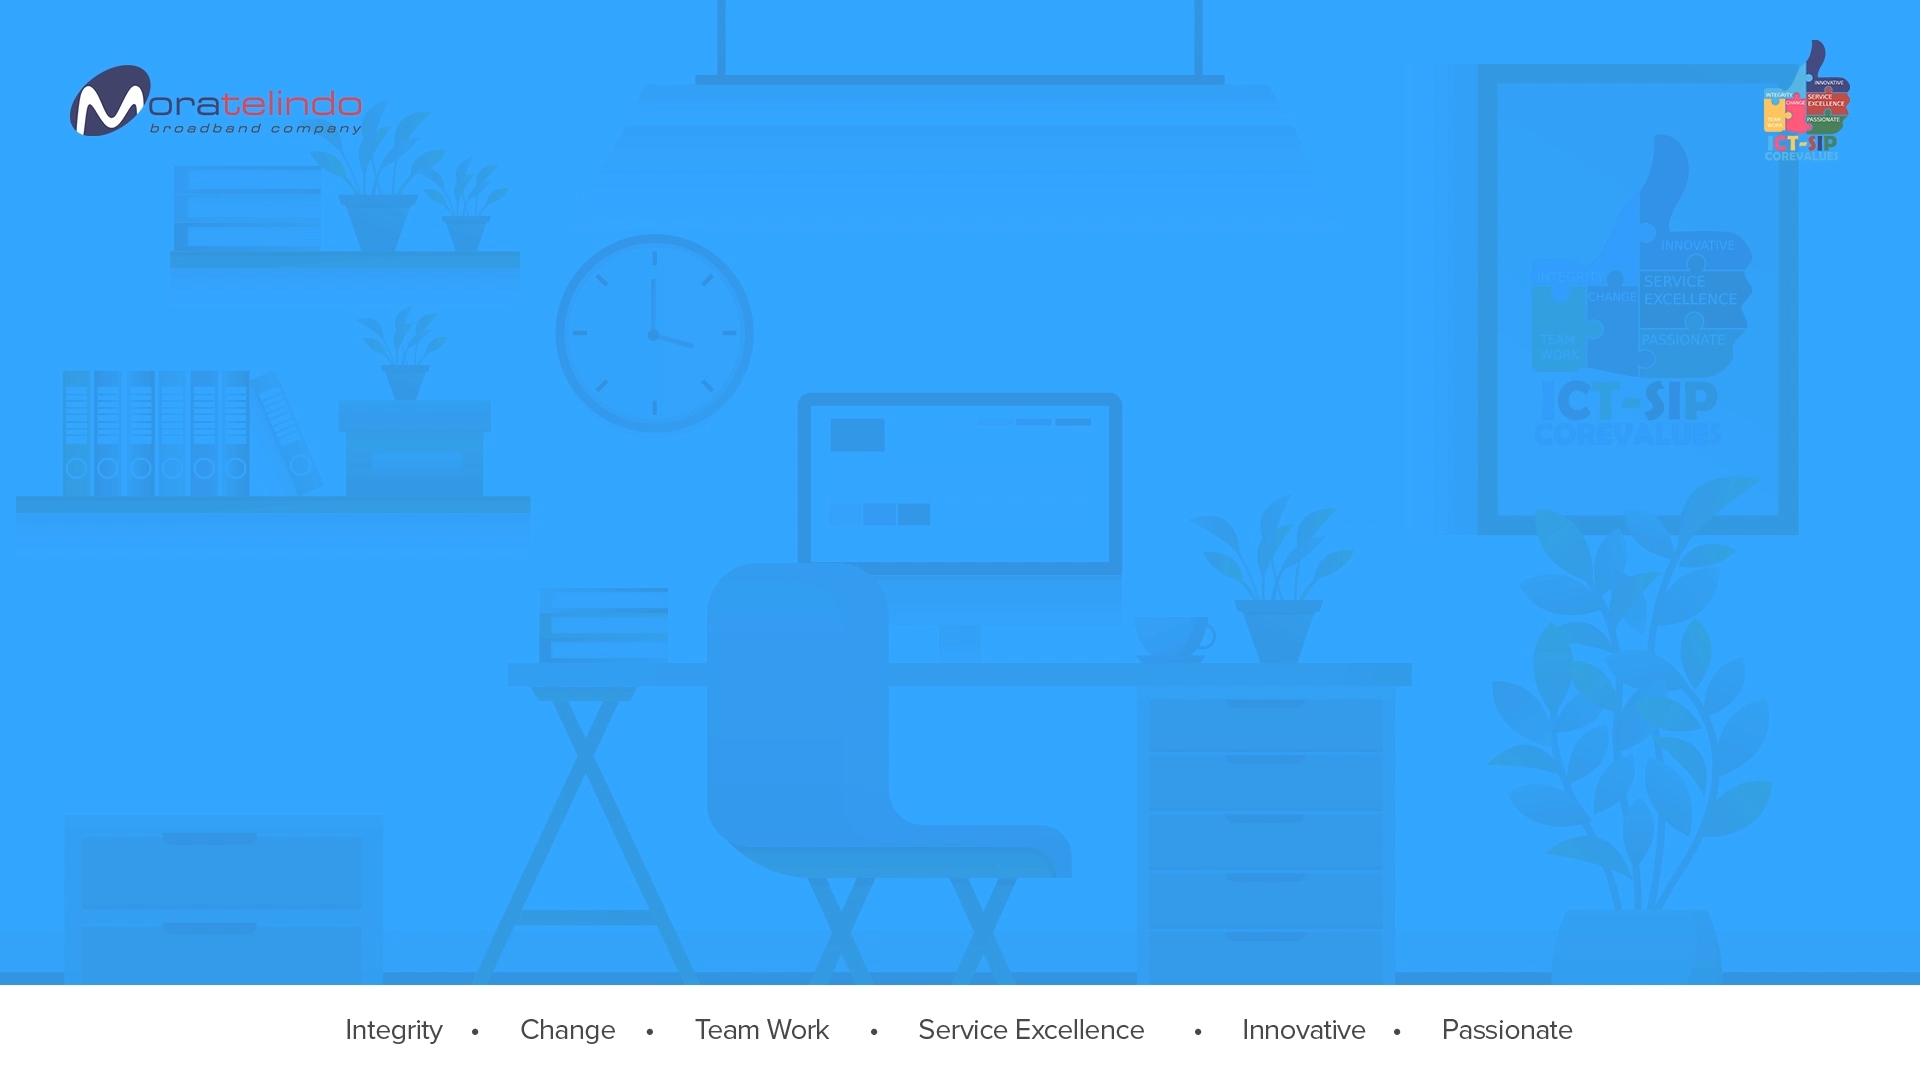 Moratelindo
broadband company
INNOVATIVE
INTEGRITY
SERVICE
EXCELLENCE
CHANGE
TEAM
WORK
PASSIONATE
ICT-SIP
COREVALUES
INNOVATIVE
INTEGRITY
SERVICE
EXCELLENCE
CHANGE
TEAM
WORK
PASSIONATE
ICT-SIP
COREVALUES
Integrity • Change • Team Work • Service Excellence • Innovative • Passionate